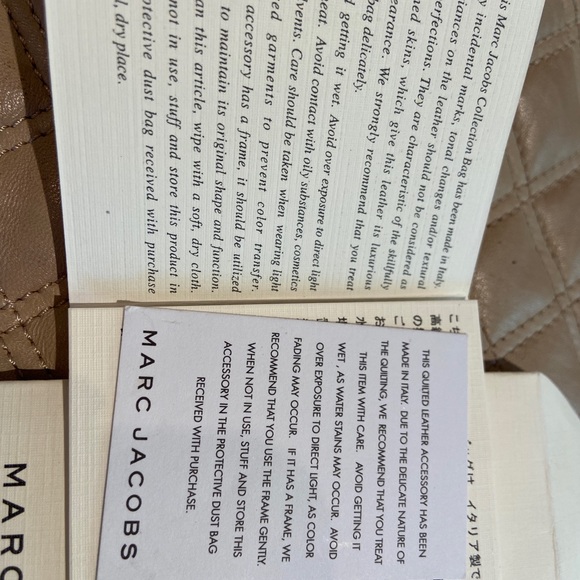 is Marc Jacobs Collection Bag has been made in Italy.
y incidental marks, tonal changes and/or textural
iances on the leather should not be considered as
erfections. They are characteristic of the skillfully
ned skins, which give this leather its luxurious
earance. We strongly recommend that you treat
bag delicately.
d getting it wet. Avoid over exposure to direct light
eat. Avoid contact with oily substances, cosmetics
vents. Care should be taken when wearing light
red garments to prevent color transfer.
accessory has a frame, it should be utilized
to maintain its original shape and function.
an this article, wipe with a soft, dry cloth.
not in use, stuff and store this product in
otective dust bag received with purchase
l, dry place.
THIS QUILTED LEATHER ACCESSORY HAS BEEN
MADE IN ITALY. DUE TO THE DELICATE NATURE OF
THE QUILTING, WE RECOMMEND THAT YOU TREAT
THIS ITEM WITH CARE. AVOID GETTING IT
WET , AS WATER STAINS MAY OCCUR. AVOID
OVER EXPOSURE TO DIRECT LIGHT, AS COLOR
FADING MAY OCCUR. IF IT HAS A FRAME, WE
RECOMMEND THAT YOU USE THE FRAME GENTLY.
WHEN NOT IN USE, STUFF AND STORE THIS
ACCESSORY IN THE PROTECTIVE DUST BAG
RECEIVED WITH PURCHASE.
MARC JACOBS
イタリア製で
MARC